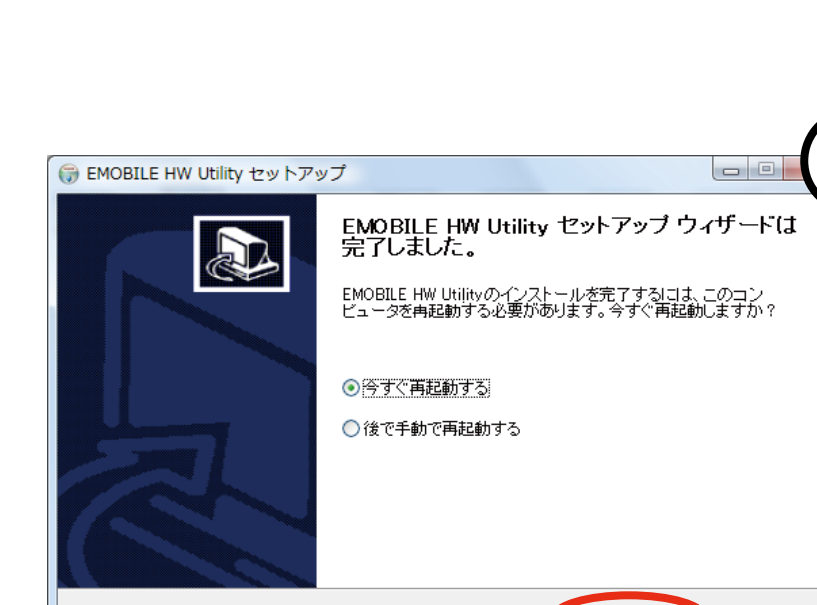 EMOBILE HW Utility セットアップ
EMOBILE HW Utility セットアップ ウィザードは
完了しました。
EMOBILE HW Utilityのインストールを完了するには、このコン
ピュータを再起動する必要があります。今すぐ再起動しますか？
今すぐ再起動する
後で手動で再起動する